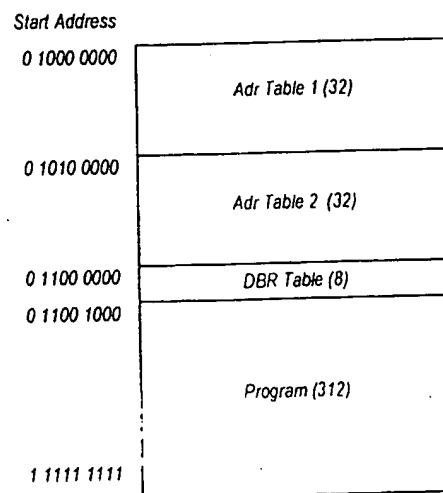 Start Address
0 1000 0000
Adr Table 1 (32)
0 1010 0000
Adr Table 2 (32)
0 1100 0000
DBR Table (8)
0 1100 1000
Program (312)
1 1111 1111